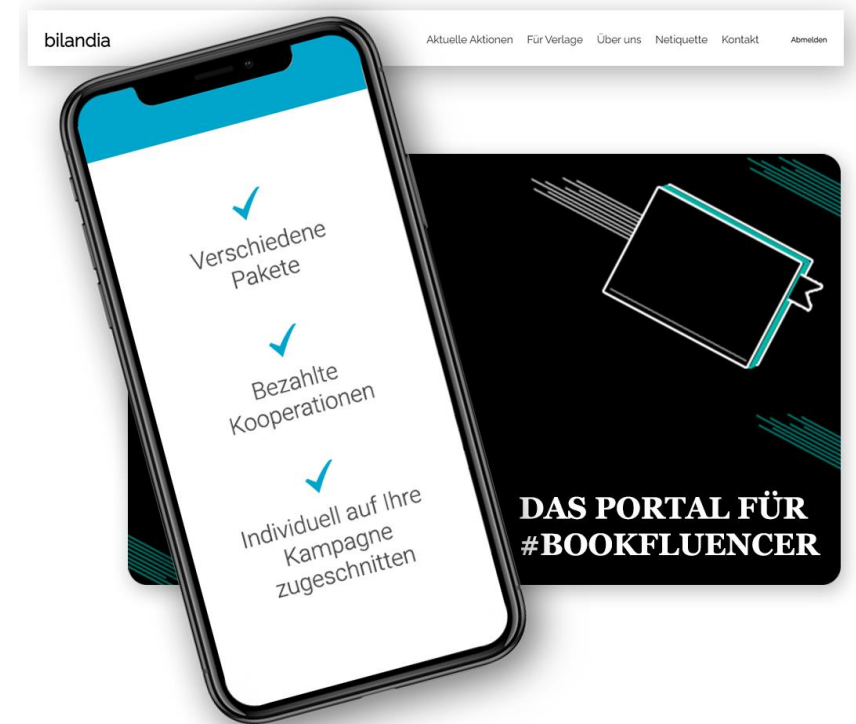 bilandia
Aktuelle Aktionen Für Verlage Über uns Netiquette Kontakt Abmelden
Verschiedene
Pakete
Bezahlte
Kooperationen
Individuell auf Ihre
Kampagne
zugeschnitten
DAS PORTAL FÜR
#BOOKFLUENCER